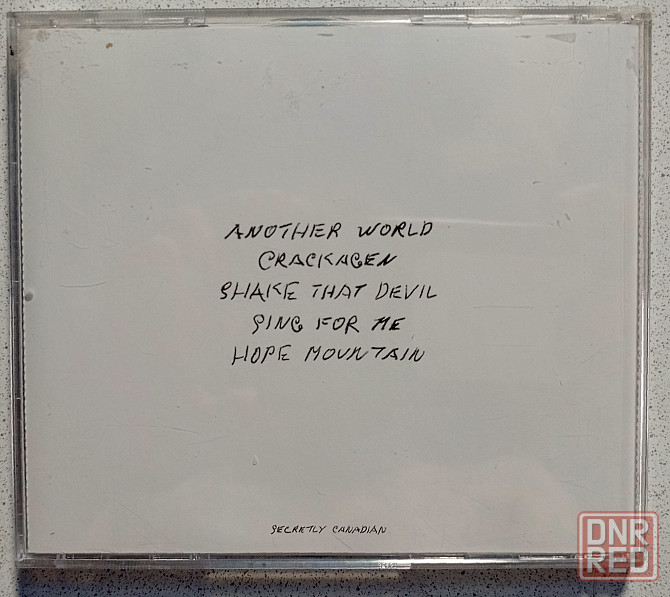 ANOTHER WORLD
CRACKAGEN
SHAKE THAT DEVIL
SING FOR ME
HOPE MOUNTAIN
SECRETLY CANADIAN
DNR
RED